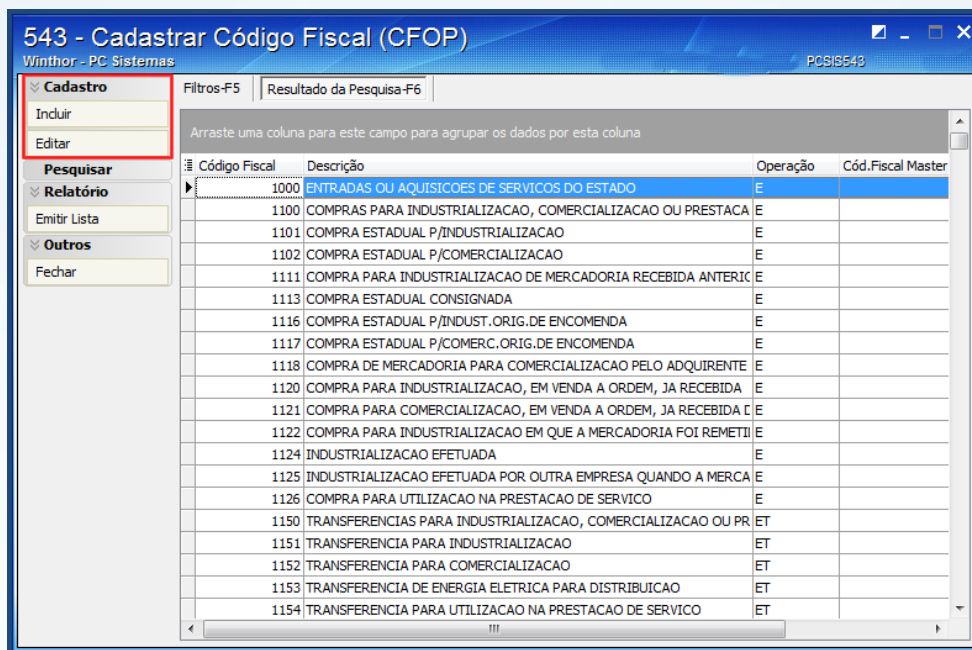 543 - Cadastrar Código Fiscal (CFOP)
Winthor - PC Sistemas
PCSIS543
Cadastro
Incluir
Editar
Pesquisar
Relatório
Emitir Lista
Outros
Fechar
Filtros-F5 Resultado da Pesquisa-F6
Arraste uma coluna para este campo para agrupar os dados por esta coluna
Código Fiscal Descrição Operação Cód.Fiscal Master
1000 ENTRADAS OU AQUISICOES DE SERVICOS DO ESTADO E
1100 COMPRAS PARA INDUSTRIALIZACAO, COMERCIALIZACAO OU PRESTACA E
1101 COMPRA ESTADUAL P/INDUSTRIALIZACAO E
1102 COMPRA ESTADUAL P/COMERCIALIZACAO E
1111 COMPRA PARA INDUSTRIALIZACAO DE MERCADORIA RECEBIDA ANTERIC E
1113 COMPRA ESTADUAL CONSIGNADA E
1116 COMPRA ESTADUAL P/INDUST.ORIG.DE ENCOMENDA E
1117 COMPRA ESTADUAL P/COMERC.ORIG.DE ENCOMENDA E
1118 COMPRA DE MERCADORIA PARA COMERCIALIZACAO PELO ADQUIRENTE E
1120 COMPRA PARA INDUSTRIALIZACAO, EM VENDA A ORDEM, JA RECEBIDA E
1121 COMPRA PARA COMERCIALIZACAO, EM VENDA A ORDEM, JA RECEBIDA E
1122 COMPRA PARA INDUSTRIALIZACAO EM QUE A MERCADORIA FOI REMETI E
1124 INDUSTRIALIZACAO EFETUADA E
1125 INDUSTRIALIZACAO EFETUADA POR OUTRA EMPRESA QUANDO A MERCA E
1126 COMPRA PARA UTILIZACAO NA PRESTACAO DE SERVICO E
1150 TRANSFERENCIAS PARA INDUSTRIALIZACAO, COMERCIALIZACAO OU PR ET
1151 TRANSFERENCIA PARA INDUSTRIALIZACAO ET
1152 TRANSFERENCIA PARA COMERCIALIZACAO ET
1153 TRANSFERENCIA DE ENERGIA ELETRICA PARA DISTRIBUICAO ET
1154 TRANSFERENCIA PARA UTILIZACAO NA PRESTACAO DE SERVICO ET